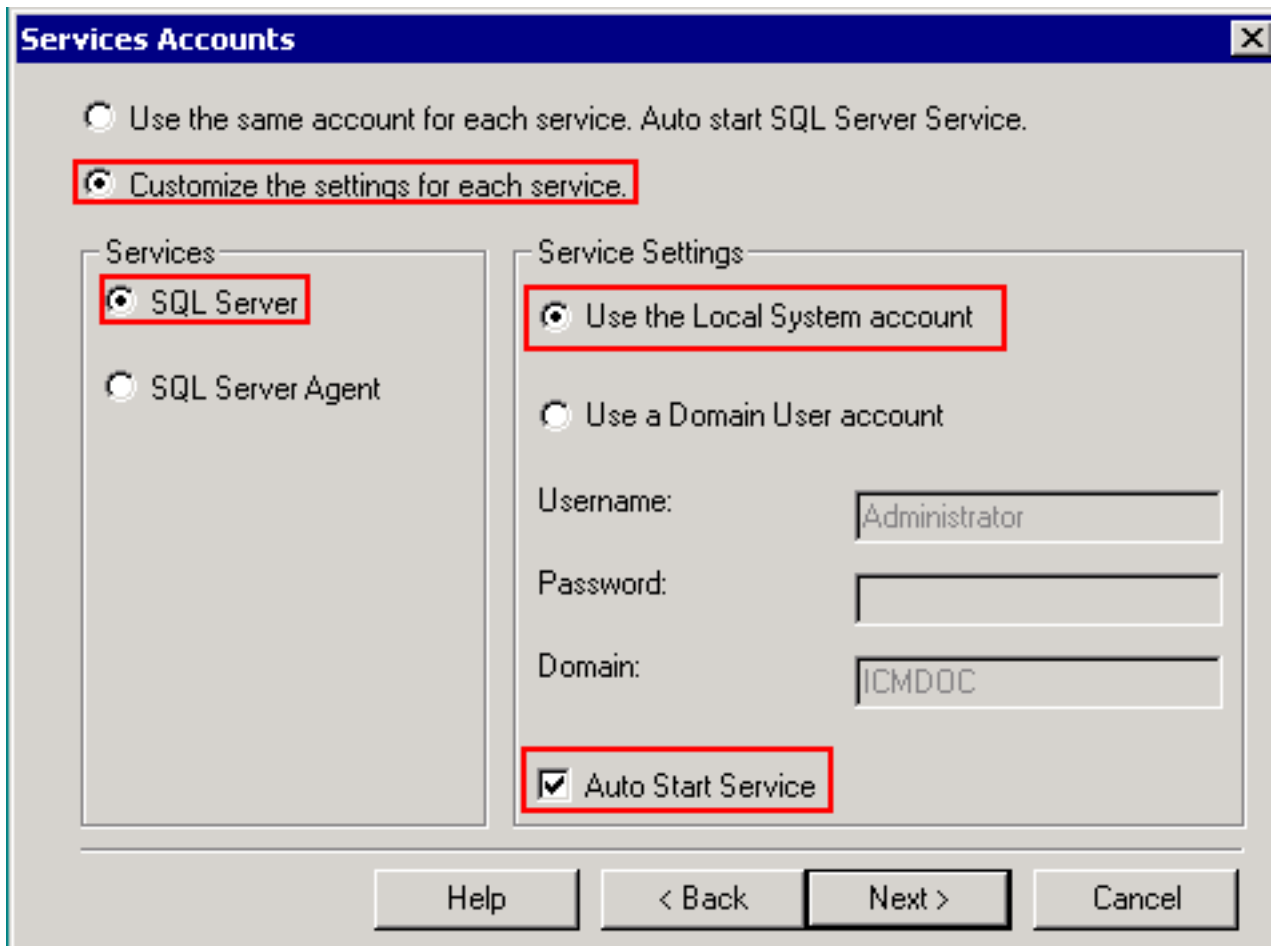 Services Accounts
Use the same account for each service. Auto start SQL Server Service.
Customize the settings for each service.
Services
SQL Server
SQL Server Agent
Service Settings
Use the Local System account
Use a Domain User account
Username:
Administrator
Password:
Domain:
ICMDOC
Auto Start Service
Help
< Back
Next >
Cancel